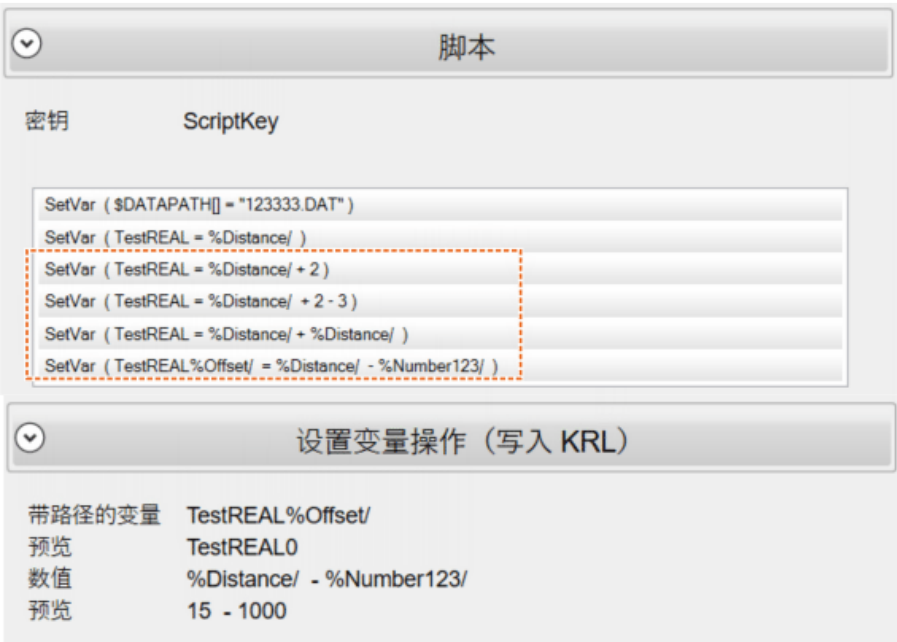 脚本
密钥 ScriptKey
SetVar ( $DATAPATH[] = "123333.DAT" )
SetVar ( TestREAL = %Distance/ )
SetVar ( TestREAL = %Distance/ + 2 )
SetVar ( TestREAL = %Distance/ + 2 - 3 )
SetVar ( TestREAL = %Distance/ + %Distance/ )
SetVar ( TestREAL%Offset/ = %Distance/ - %Number123/ )
设置变量操作（写入 KRL）
带路径的变量 TestREAL%Offset/
预览 TestREAL0
数值 %Distance/ - %Number123/
预览 15 - 1000